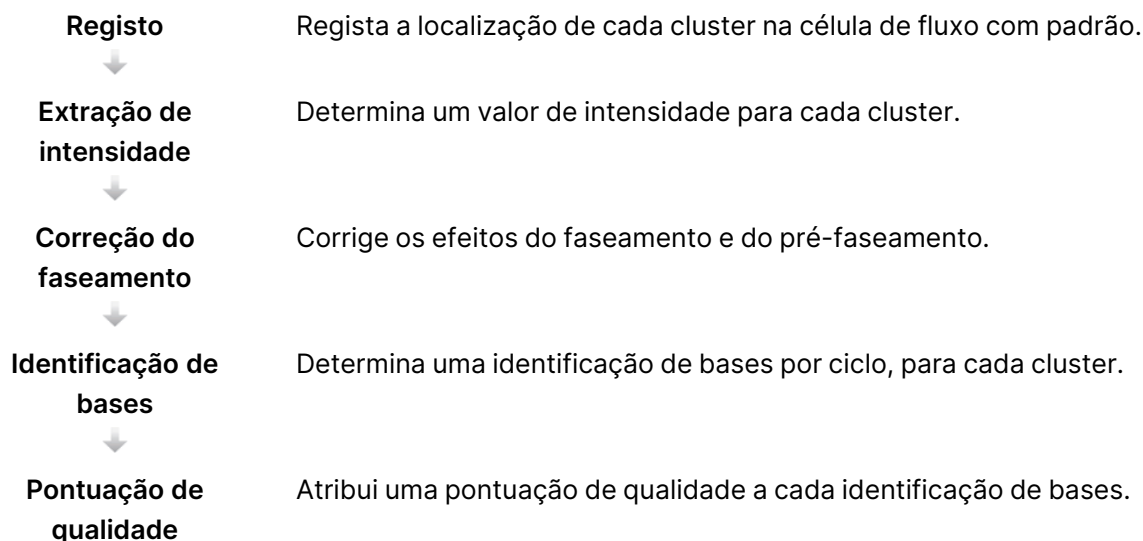 Registo
Regista a localização de cada cluster na célula de fluxo com padrão.
Extração de
intensidade
Determina um valor de intensidade para cada cluster.
Correção do
faseamento
Corrige os efeitos do faseamento e do pré-faseamento.
Identificação de
bases
Determina uma identificação de bases por ciclo, para cada cluster.
Pontuação de
qualidade
Atribui uma pontuação de qualidade a cada identificação de bases.